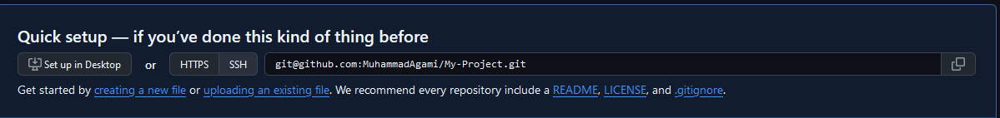 Quick setup — if you’ve done this kind of thing before
Set up in Desktop or HTTPS SSH git@github.com:MuhammadAgami/My-Project.git
Get started by creating a new file or uploading an existing file. We recommend every repository include a README, LICENSE, and .gitignore.